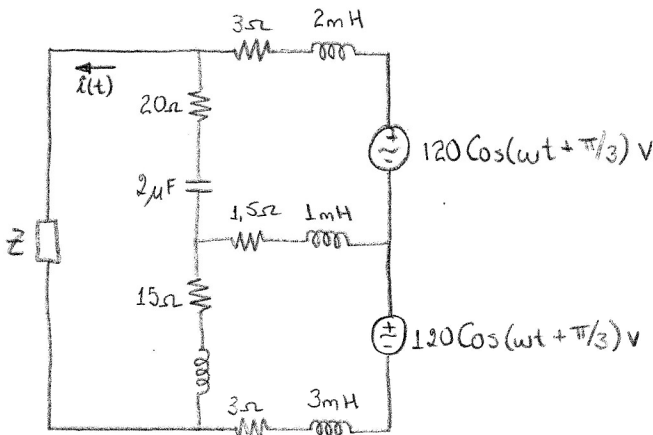 3Ω 2mH
i(t)
20Ω
+
120 Cos(ωt + π/3) V
2μF
1,5Ω 1mH
Z
15Ω
+
-
120 Cos(ωt + π/3) V
3Ω 3mH